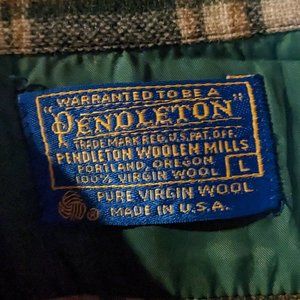 "WARRANTED TO BE A
PENDLETON"
TRADE MARK REG. U.S. PAT. OFF.
PENDLETON WOOLEN MILLS
PORTLAND, OREGON
100% VIRGIN WOOL L
PURE VIRGIN WOOL
® MADE IN U.S.A.